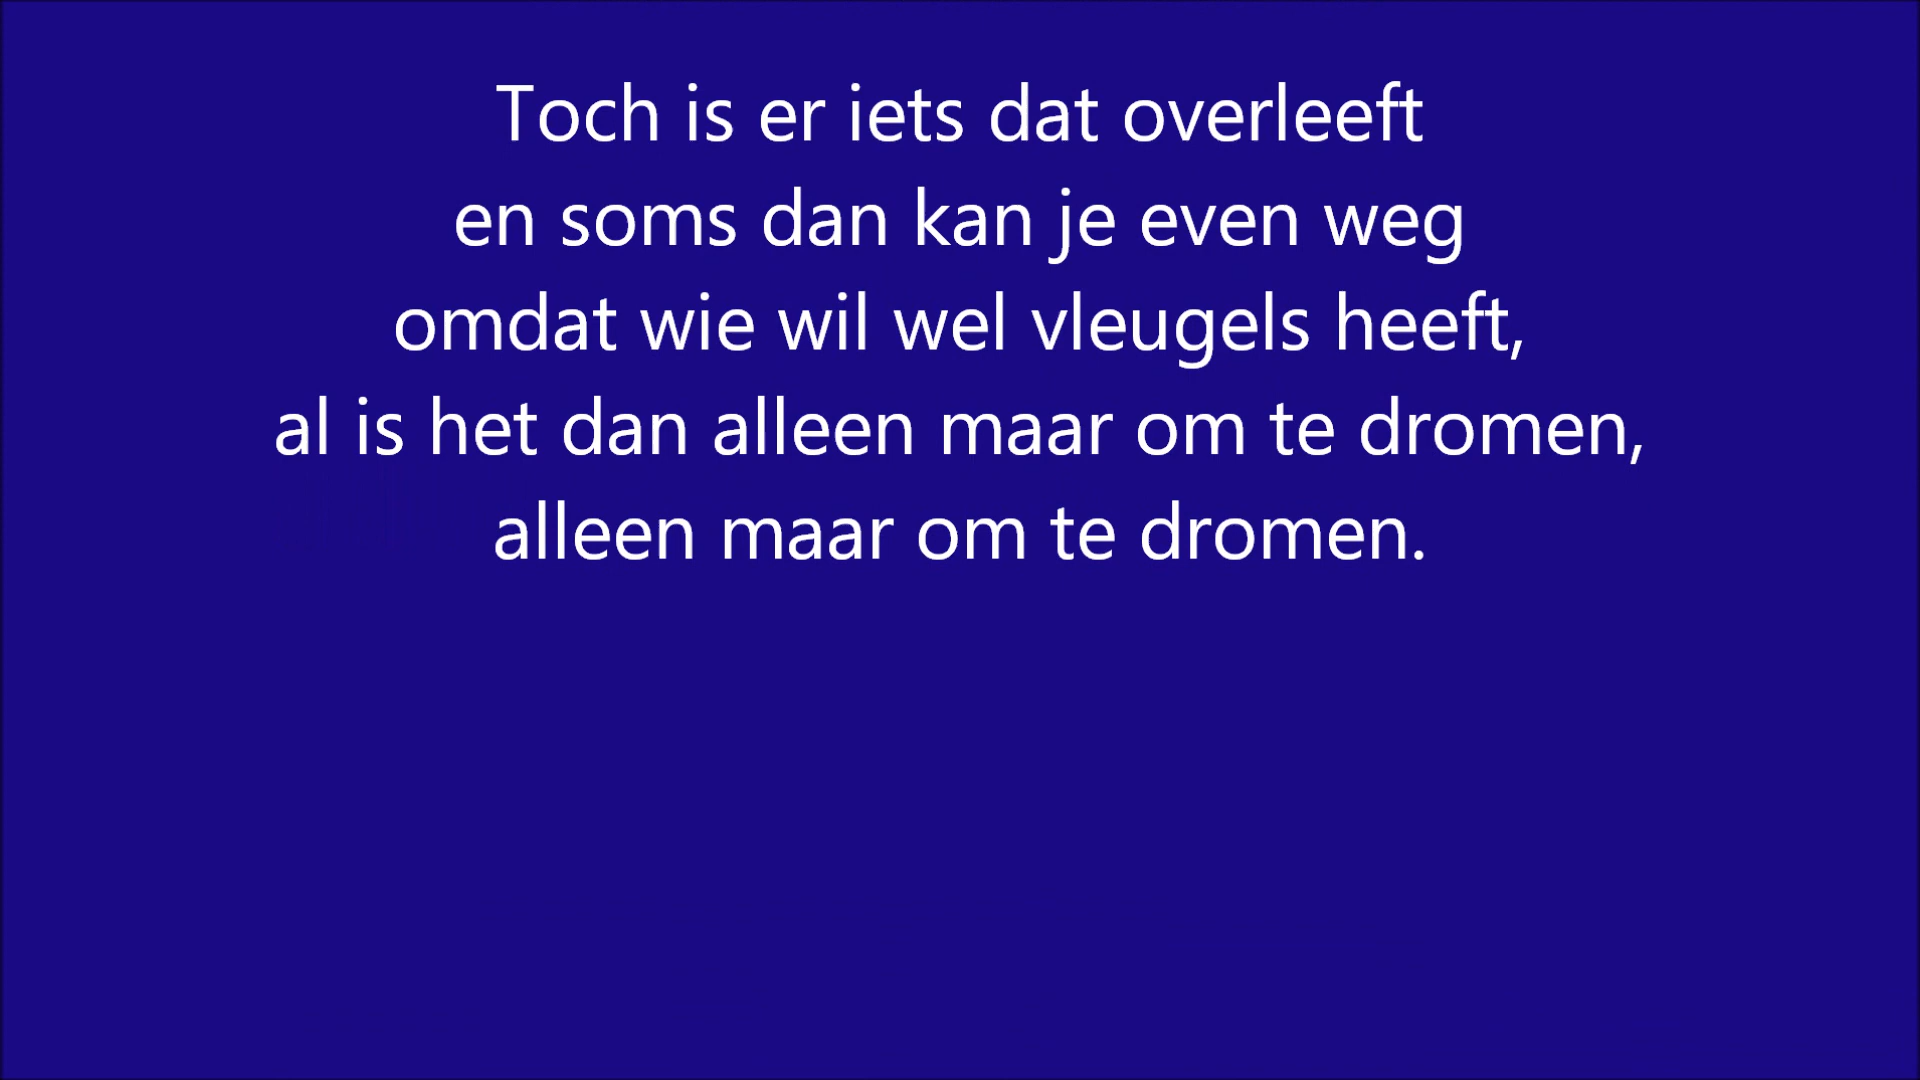 Toch is er iets dat overleeft
en soms dan kan je even weg
omdat wie wil wel vleugels heeft,
al is het dan alleen maar om te dromen,
alleen maar om te dromen.